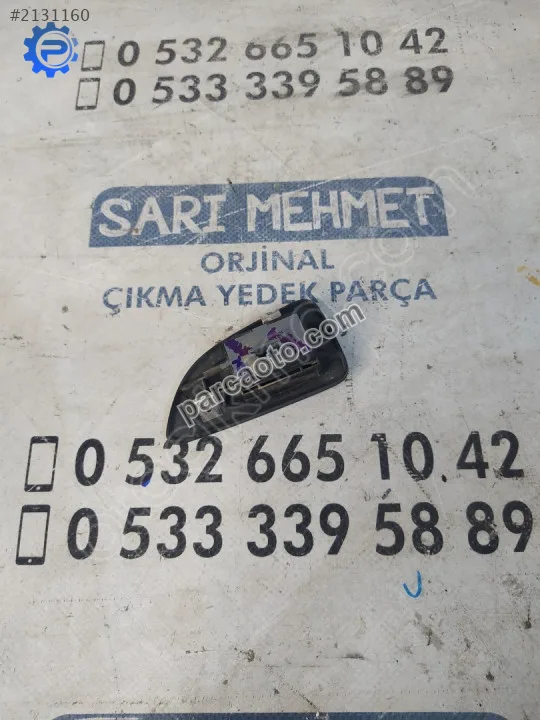 #2131160
0 532 665 10 42
0 533 339 58 89
SARI MEHMET
ORJİNAL
ÇIKMA YEDEK PARÇA
parcaoto.com
0 532 665 10 42
0 533 339 58 89